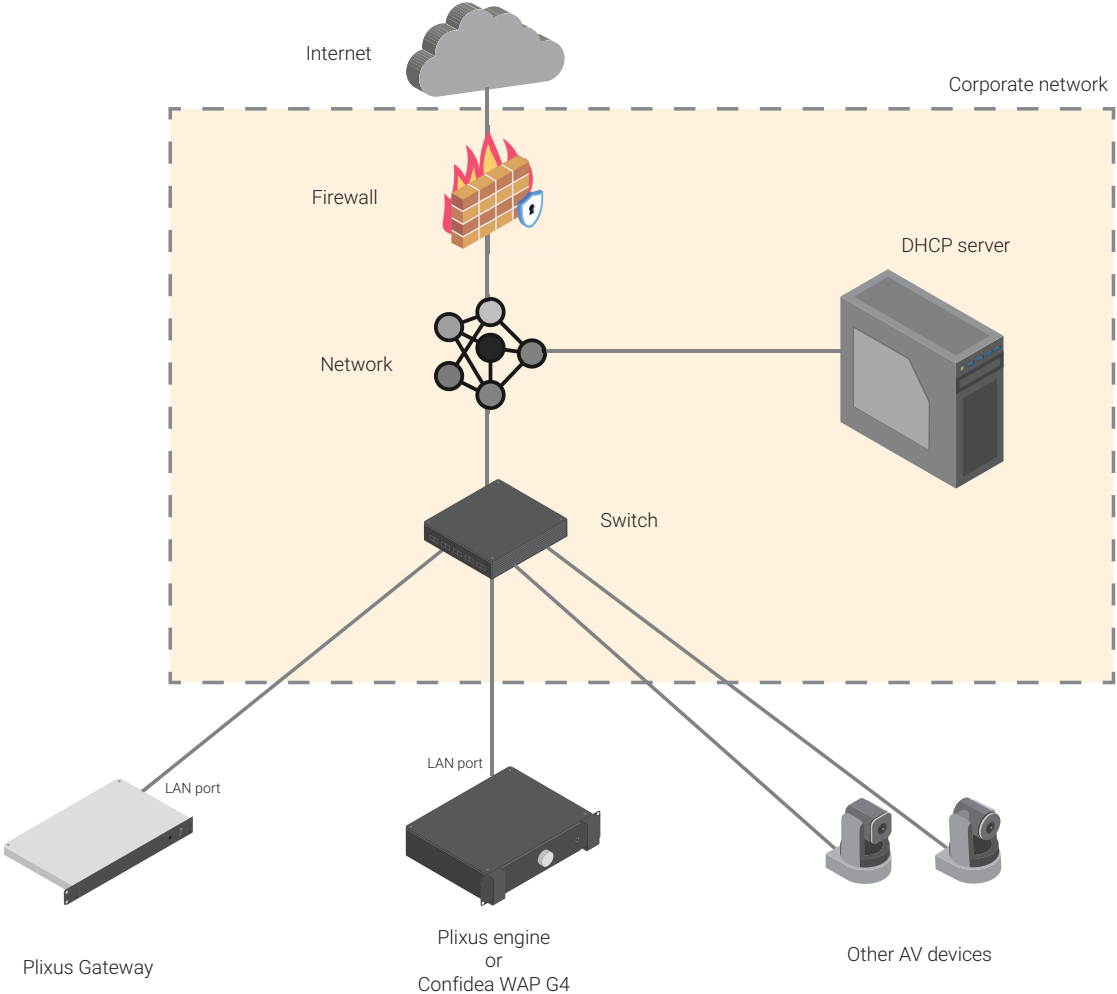 Internet
Corporate network
Firewall
DHCP server
Network
Switch
LAN port
LAN port
Plixus engine
or
Confidea WAP G4
Other AV devices
Plixus Gateway